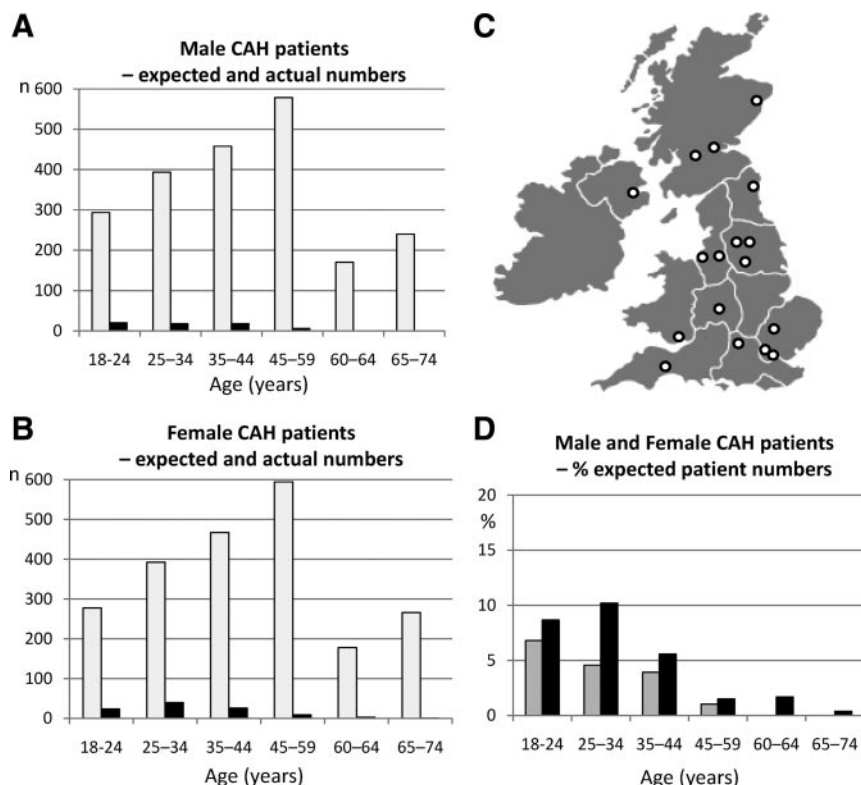 A
Male CAH patients
– expected and actual numbers
n
600
500
400
300
200
100
0
18-24 25–34 35–44 45–59 60–64 65–74
Age (years)
B
Female CAH patients
– expected and actual numbers
n
600
500
400
300
200
100
0
18-24 25–34 35–44 45–59 60–64 65–74
Age (years)
C
D
Male and Female CAH patients
– % expected patient numbers
20
%
15
10
5
0
18-24 25–34 35–44 45–59 60–64 65–74
Age (years)